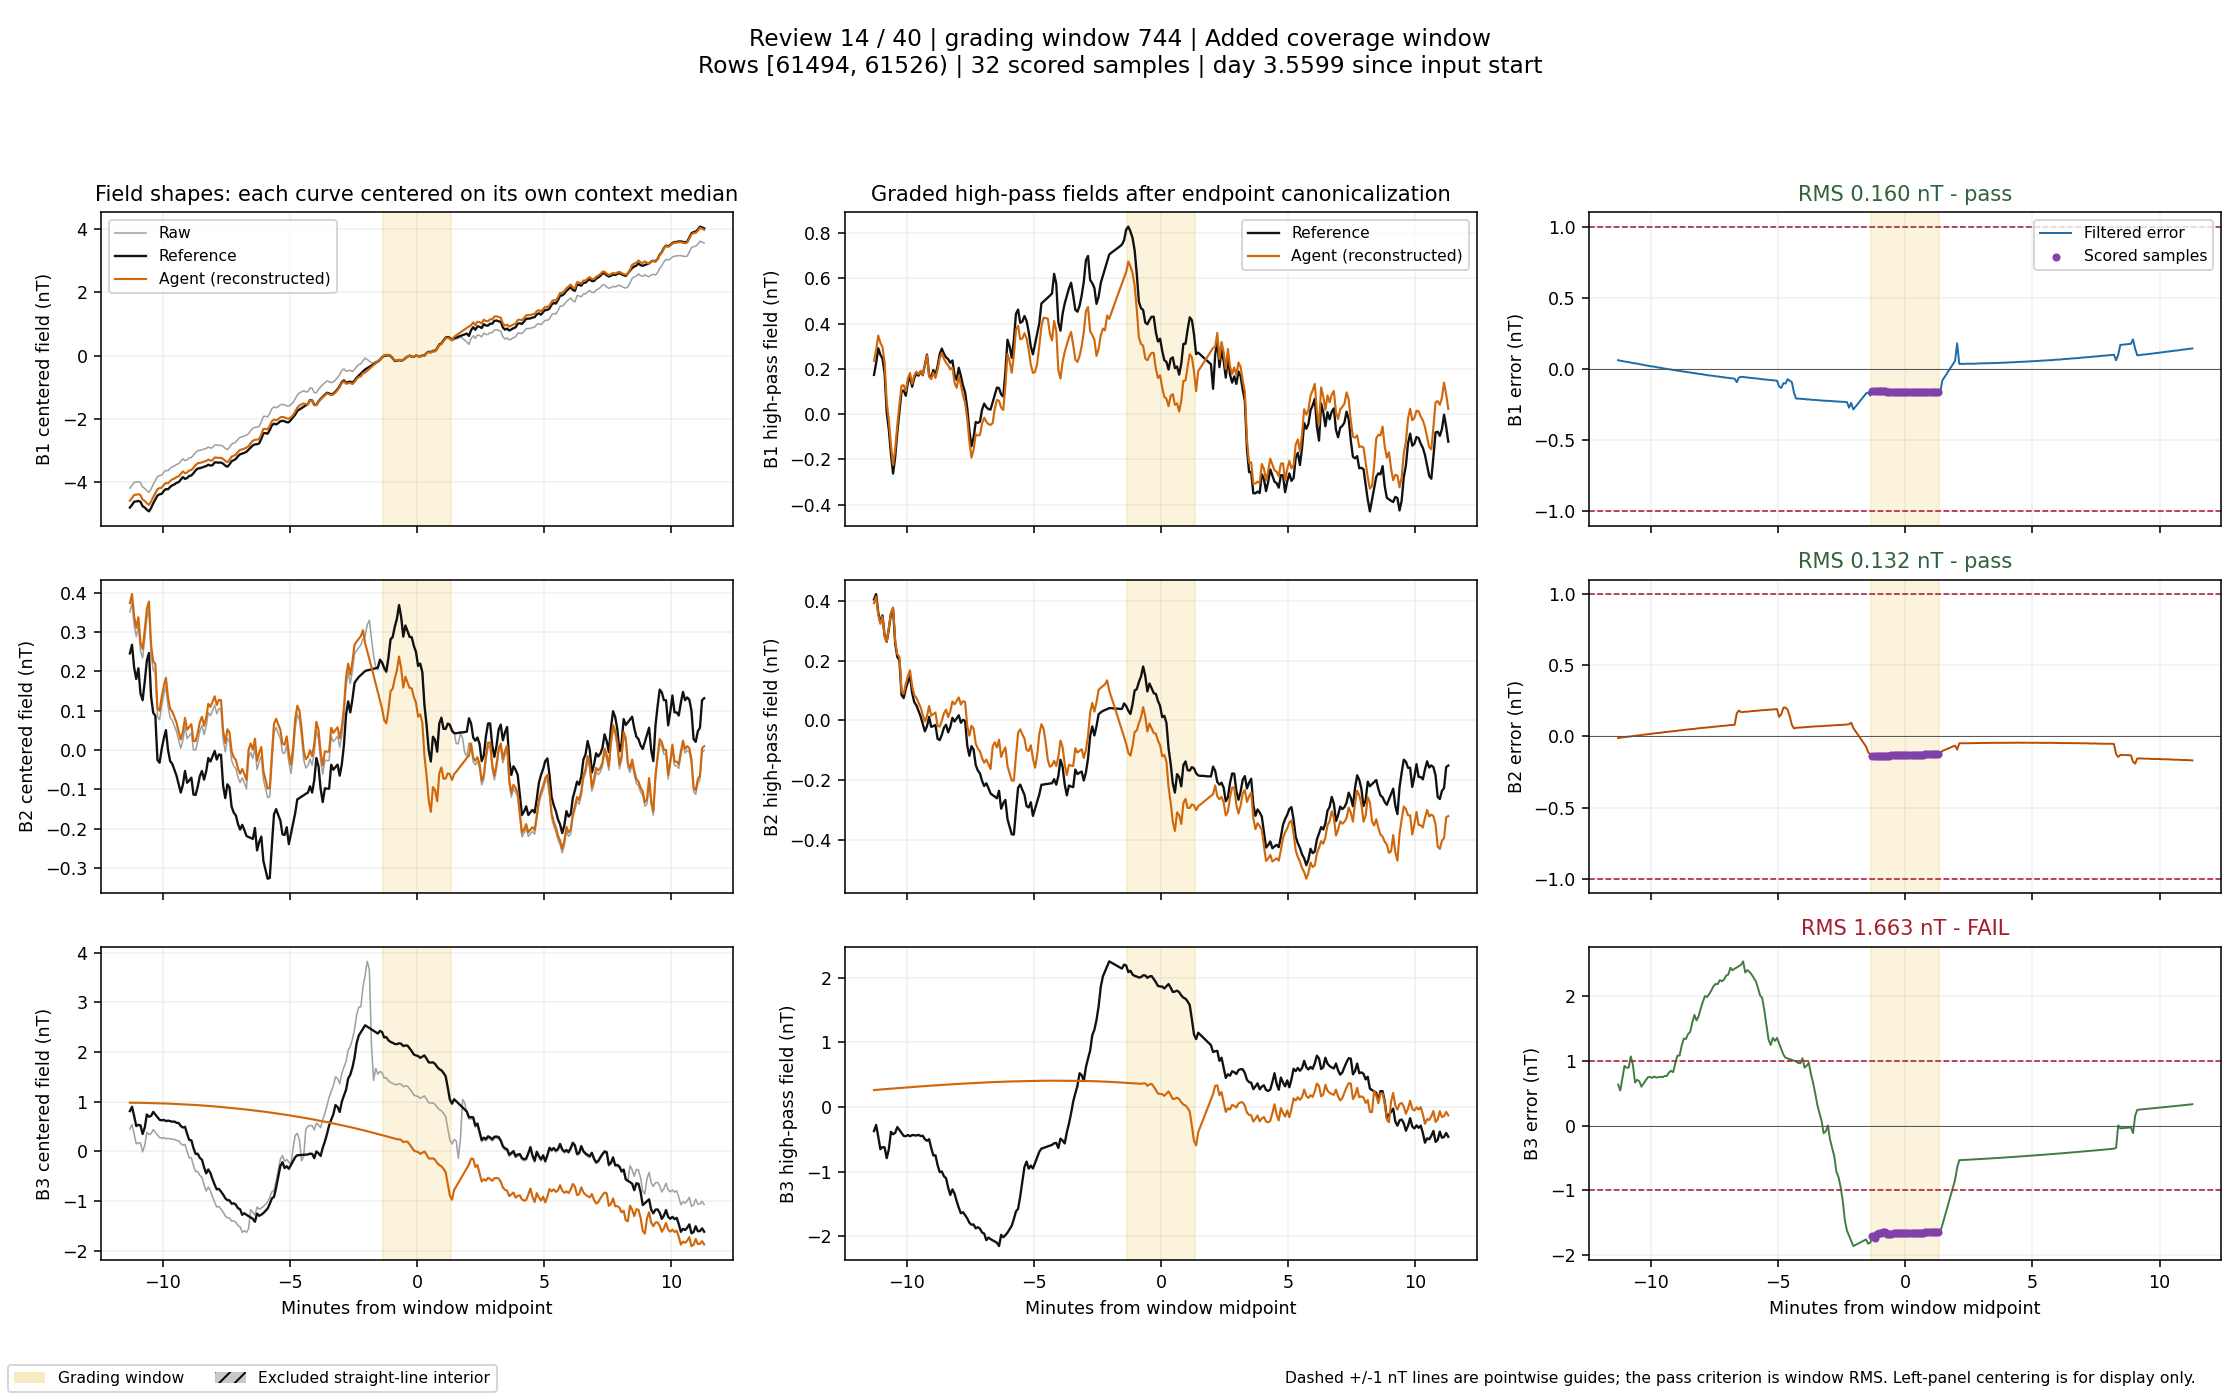 Review 14 / 40 | grading window 744 | Added coverage window
Rows [61494, 61526) | 32 scored samples | day 3.5599 since input start
Field shapes: each curve centered on its own context median
Graded high-pass fields after endpoint canonicalization
RMS 0.160 nT - pass
B1 centered field (nT)
4
2
0
−2
−4
Raw
Reference
Agent (reconstructed)
B1 high-pass field (nT)
0.8
0.6
0.4
0.2
0.0
−0.2
−0.4
Reference
Agent (reconstructed)
B1 error (nT)
1.0
0.5
0.0
−0.5
−1.0
Filtered error
Scored samples
RMS 0.132 nT - pass
B2 centered field (nT)
0.4
0.3
0.2
0.1
0.0
−0.1
−0.2
−0.3
B2 high-pass field (nT)
0.4
0.2
0.0
−0.2
−0.4
B2 error (nT)
1.0
0.5
0.0
−0.5
−1.0
RMS 1.663 nT - FAIL
B3 centered field (nT)
4
3
2
1
0
−1
−2
−10 −5 0 5 10
Minutes from window midpoint
B3 high-pass field (nT)
2
1
0
−1
−2
−10 −5 0 5 10
Minutes from window midpoint
B3 error (nT)
2
1
0
−1
−2
−10 −5 0 5 10
Minutes from window midpoint
Grading window
Excluded straight-line interior
Dashed +/-1 nT lines are pointwise guides; the pass criterion is window RMS. Left-panel centering is for display only.